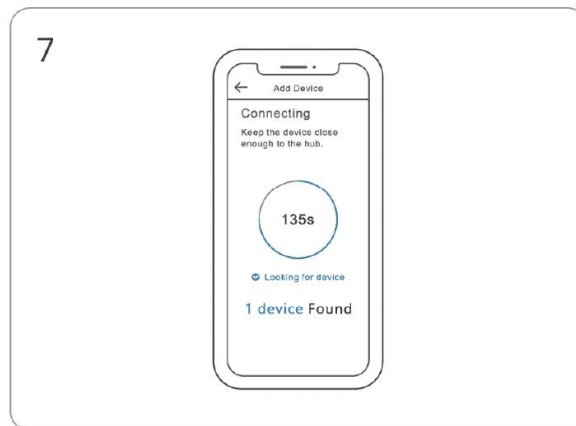 7
Add Device
Connecting
Keep the device close
enough to the hub.
135s
Looking for device
1 device Found